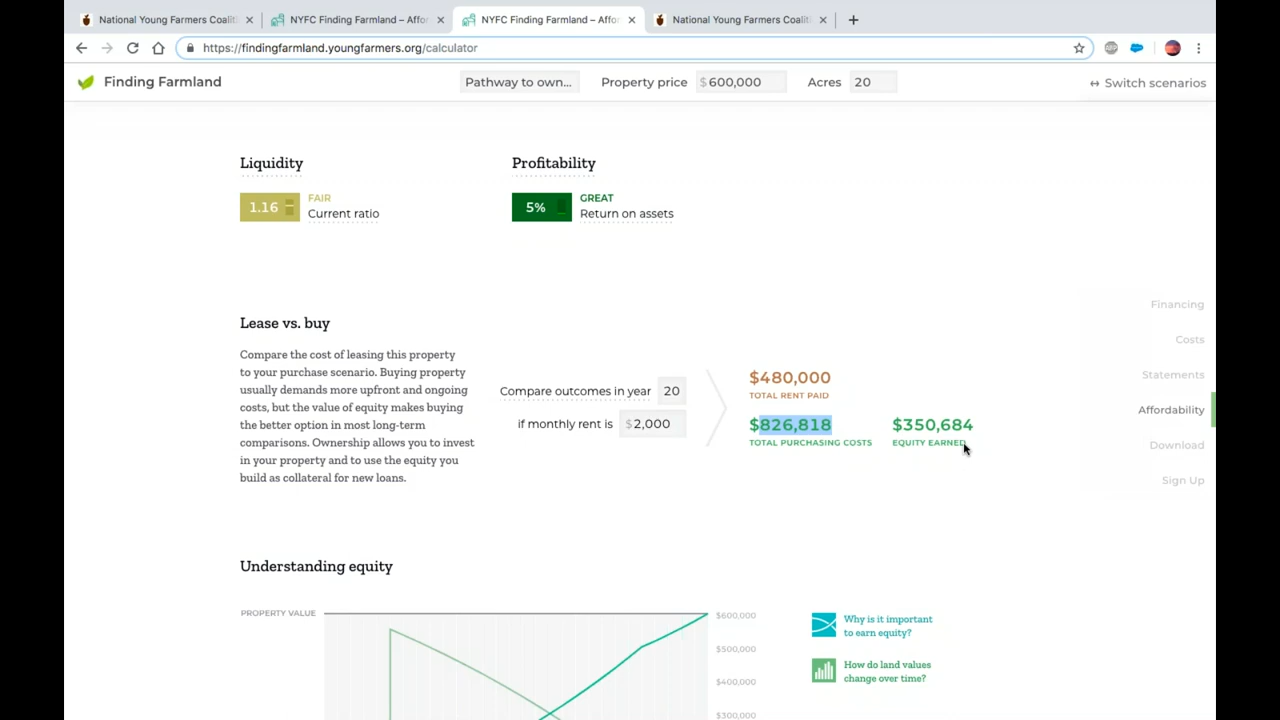 National Young Farmers Coaliti
NYFC Finding Farmland – Affor
NYFC Finding Farmland – Affor
National Young Farmers Coaliti
https://findingfarmland.youngfarmers.org/calculator
Finding Farmland
Pathway to own...
Property price
$600,000
Acres
20
↔ Switch scenarios
Liquidity
Profitability
1.16
FAIR
Current ratio
5%
GREAT
Return on assets
Lease vs. buy
Compare the cost of leasing this property
to your purchase scenario. Buying property
usually demands more upfront and ongoing
costs, but the value of equity makes buying
the better option in most long-term
comparisons. Ownership allows you to invest
in your property and to use the equity you
build as collateral for new loans.
Compare outcomes in year 20
if monthly rent is $2,000
$480,000
TOTAL RENT PAID
$826,818
TOTAL PURCHASING COSTS
$350,684
EQUITY EARNED
Financing
Costs
Statements
Affordability
Download
Sign Up
Understanding equity
PROPERTY VALUE
$600,000
$500,000
$400,000
$300,000
Why is it important
to earn equity?
How do land values
change over time?